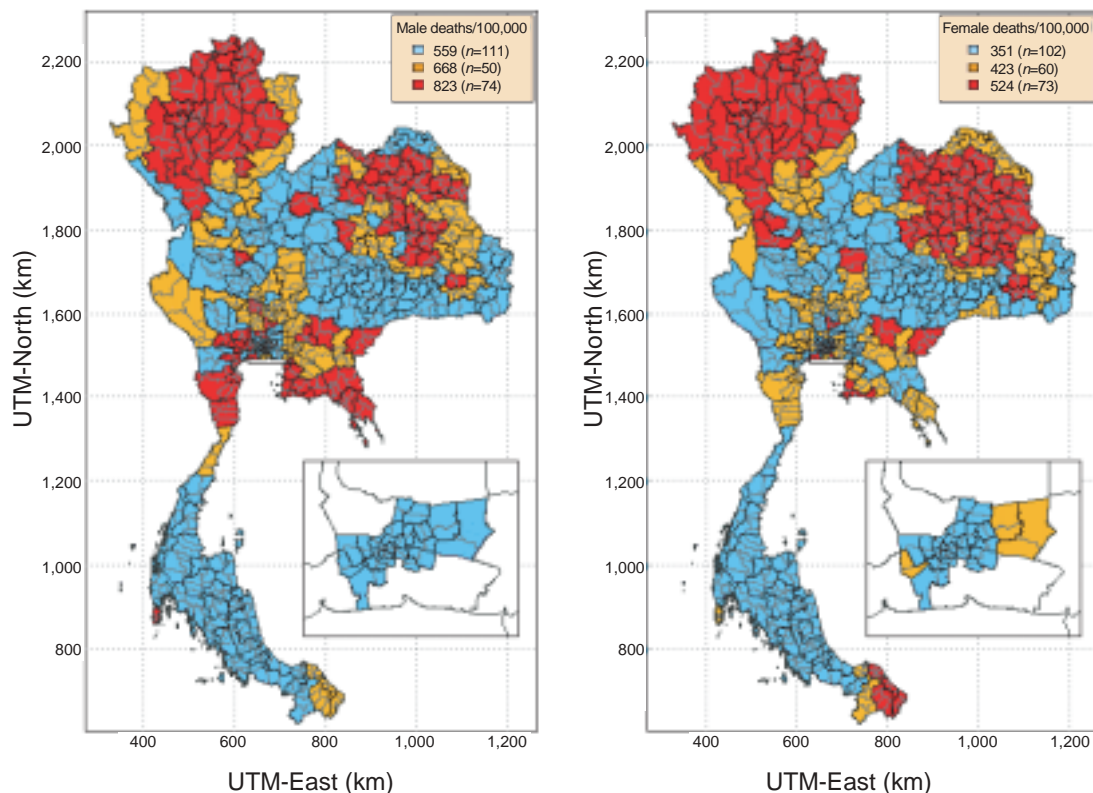 Male deaths/100,000
559 (n=111)
668 (n=50)
823 (n=74)
2,200
2,000
1,800
1,600
1,400
1,200
1,000
800
UTM-North (km)
400 600 800 1,000 1,200
UTM-East (km)
Female deaths/100,000
351 (n=102)
423 (n=60)
524 (n=73)
2,200
2,000
1,800
1,600
1,400
1,200
1,000
800
UTM-North (km)
400 600 800 1,000 1,200
UTM-East (km)